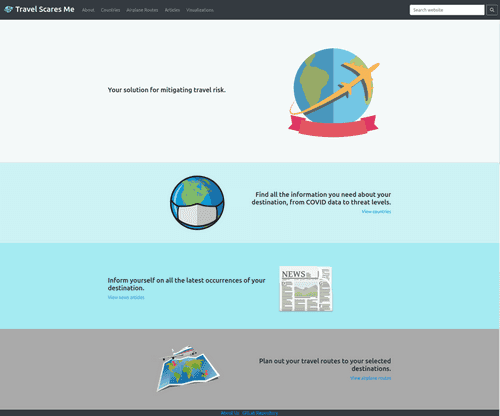 Travel Scares Me
About
Countries
Airplane Routes
Articles
Visualizations
Search website
Your solution for mitigating travel risk.
Find all the information you need about your
destination, from COVID data to threat levels.
View countries
NEWS
Inform yourself on all the latest occurrences of your
destination.
View news articles
Plan out your travel routes to your selected
destinations.
View airplane routes
About Us